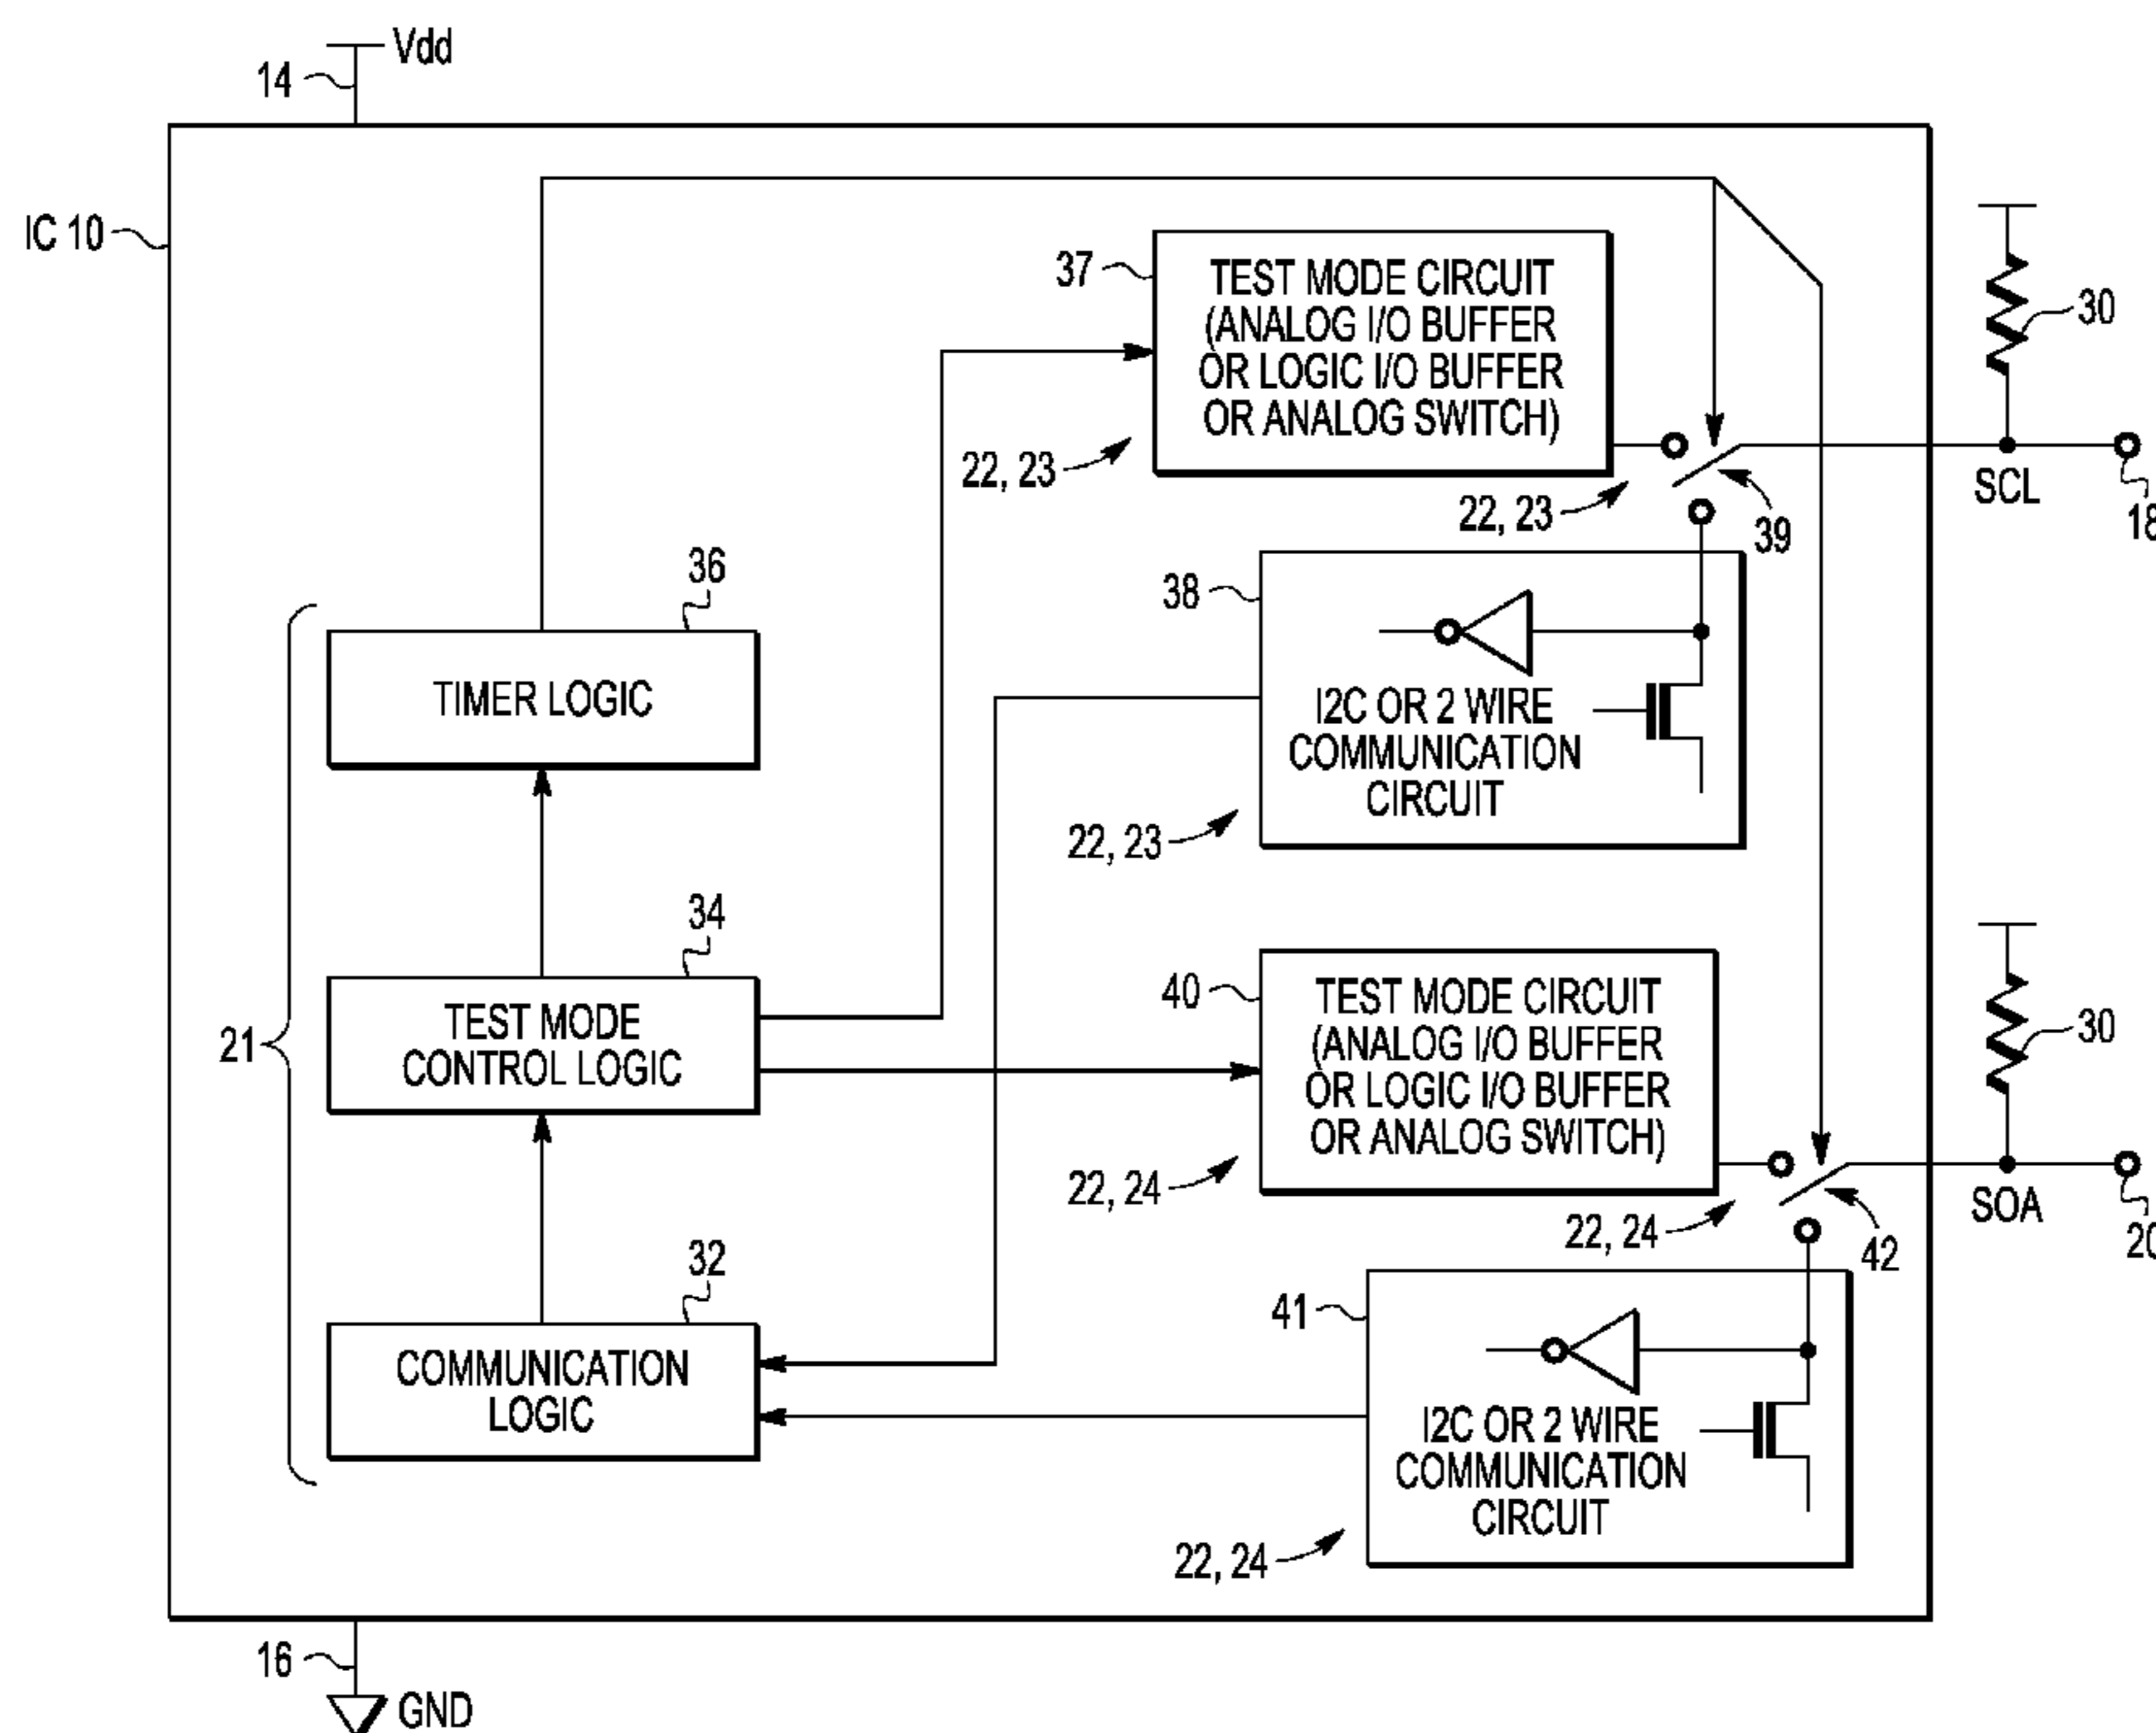 Vdd
14
IC 10
37
TEST MODE CIRCUIT
(ANALOG I/O BUFFER
OR LOGIC I/O BUFFER
OR ANALOG SWITCH)
30
22, 23
22, 23
39
SCL
18
36
TIMER LOGIC
38
I2C OR 2 WIRE
COMMUNICATION
CIRCUIT
22, 23
34
TEST MODE
CONTROL LOGIC
21
40
TEST MODE CIRCUIT
(ANALOG I/O BUFFER
OR LOGIC I/O BUFFER
OR ANALOG SWITCH)
30
22, 24
22, 24
42
SOA
20
32
COMMUNICATION
LOGIC
41
I2C OR 2 WIRE
COMMUNICATION
CIRCUIT
22, 24
16
GND